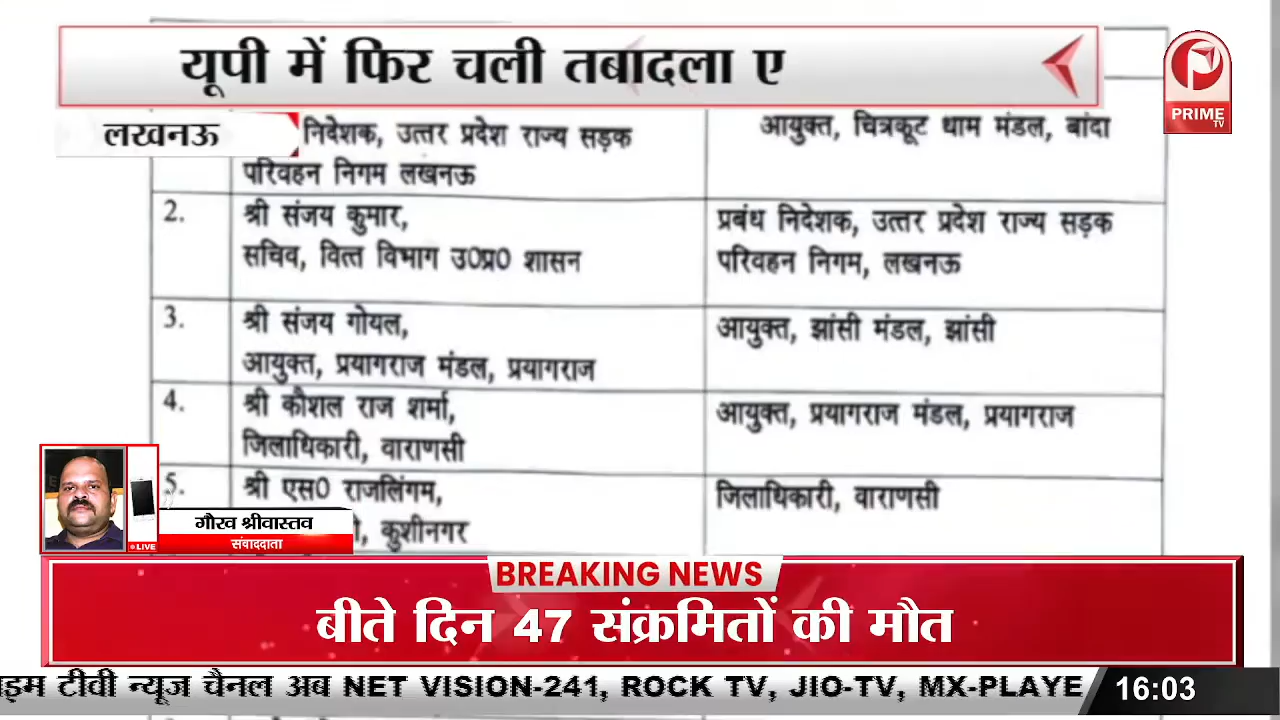 यूपी में फिर चली तबादला ए
PRIME
TV
लखनऊ
निदेशक, उत्तर प्रदेश राज्य सड़क
परिवहन निगम लखनऊ
आयुक्त, चित्रकूट धाम मंडल, बांदा
2.
श्री संजय कुमार,
सचिव, वित्त विभाग उ0प्र0 शासन
प्रबंध निदेशक, उत्तर प्रदेश राज्य सड़क
परिवहन निगम, लखनऊ
3.
श्री संजय गोयल,
आयुक्त, प्रयागराज मंडल, प्रयागराज
आयुक्त, झांसी मंडल, झांसी
4.
श्री कौशल राज शर्मा,
जिलाधिकारी, वाराणसी
आयुक्त, प्रयागराज मंडल, प्रयागराज
5.
श्री एस0 राजलिंगम,
कुशीनगर
जिलाधिकारी, वाराणसी
LIVE
गौरव श्रीवास्तव
संवाददाता
BREAKING NEWS
बीते दिन 47 संक्रमितों की मौत
इम टीवी न्यूज चैनल अब NET VISION-241, ROCK TV, JIO-TV, MX-PLAYE
16:03